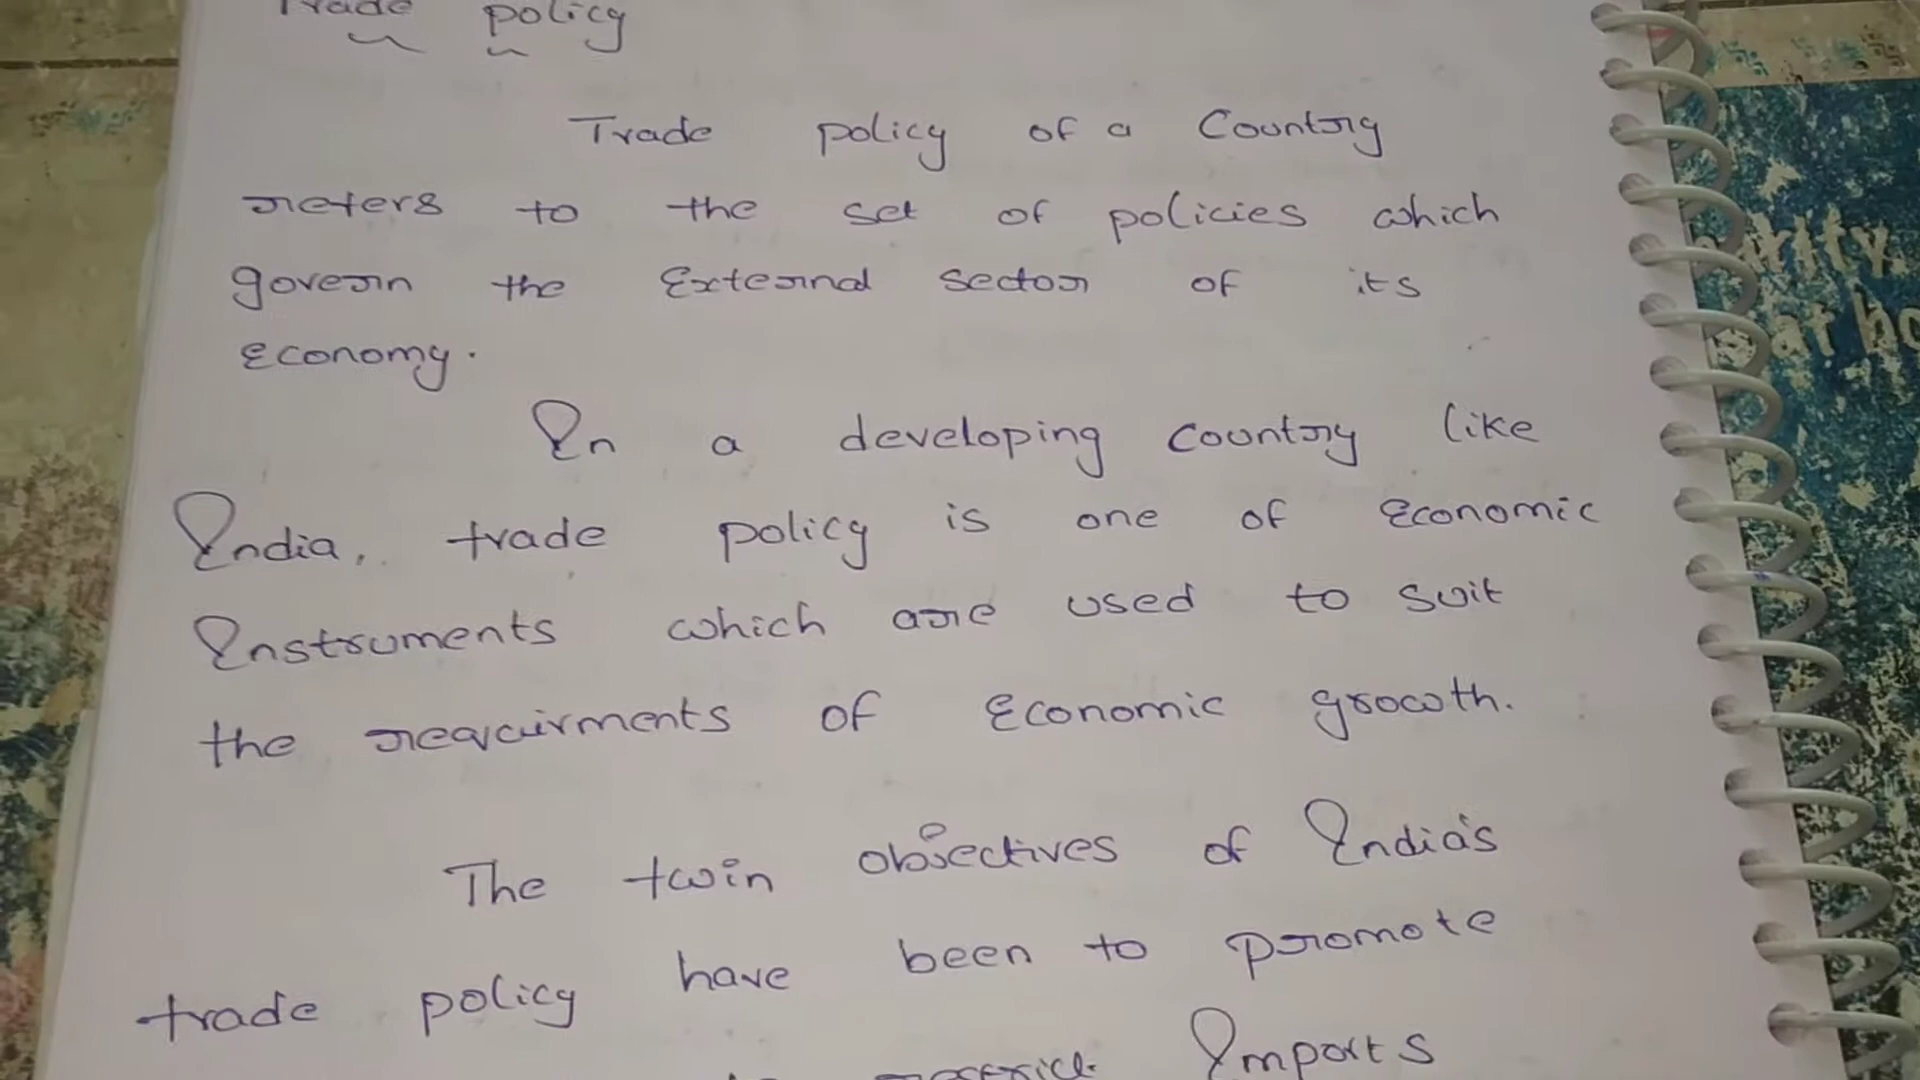 Trade policy
Trade policy of a Country
refers to the set of policies which
govern the External sector of its
Economy.
In a developing country like
India, trade policy is one of Economic
Instruments which are used to suit
the requirments of Economic growth.
The twin objectives of India's
trade policy have been to promote
Imports